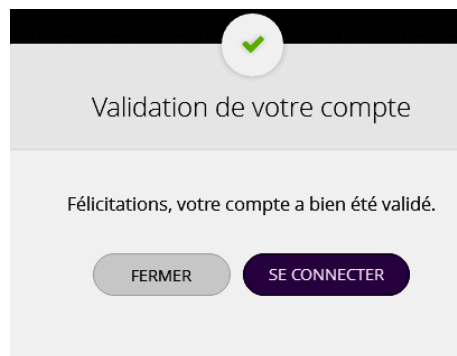 Validation de votre compte
Félicitations, votre compte a bien été validé.
FERMER
SE CONNECTER